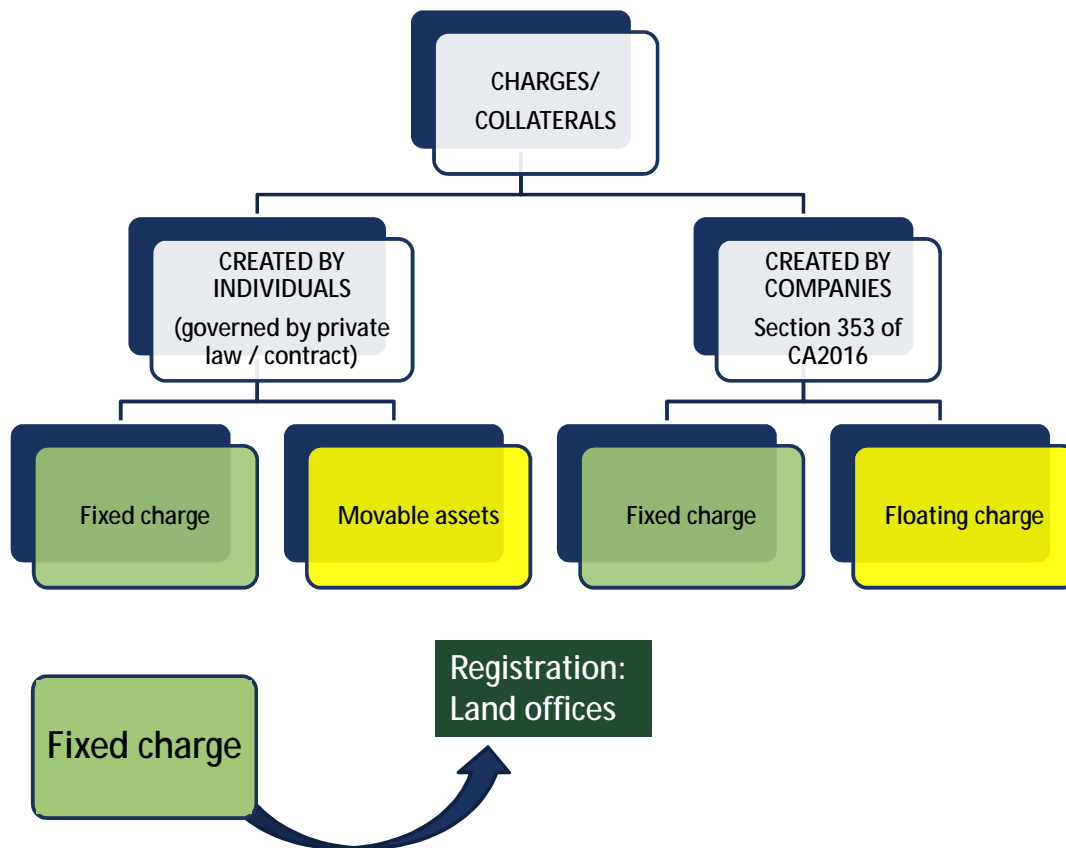 CHARGES/
COLLATERALS
CREATED BY
INDIVIDUALS
(governed by private
law / contract)
CREATED BY
COMPANIES
Section 353 of
CA2016
Fixed charge
Movable assets
Fixed charge
Floating charge
Fixed charge
Registration:
Land offices